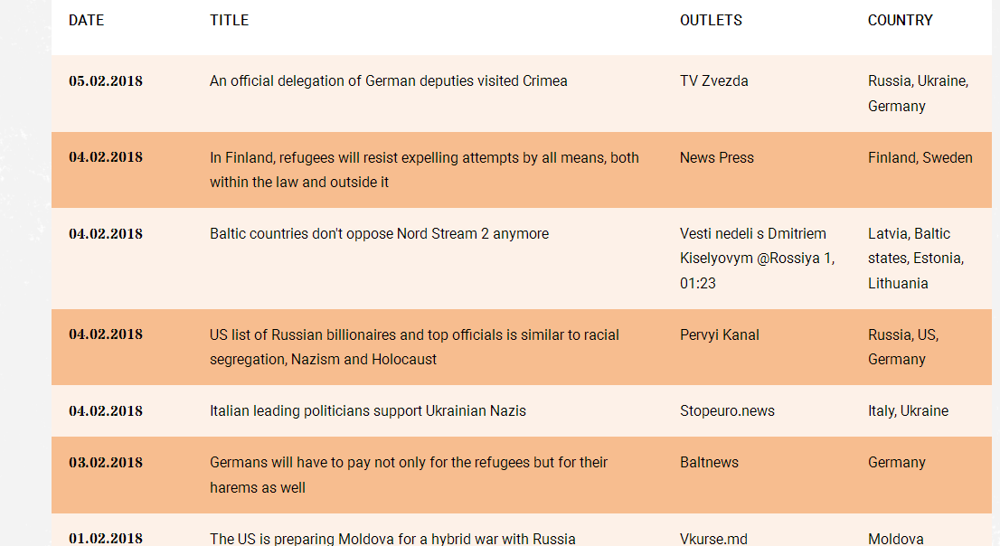 DATE TITLE OUTLETS COUNTRY
05.02.2018 An official delegation of German deputies visited Crimea TV Zvezda Russia, Ukraine,
Germany
04.02.2018 In Finland, refugees will resist expelling attempts by all means, both News Press Finland, Sweden
within the law and outside it
04.02.2018 Baltic countries don't oppose Nord Stream 2 anymore Vesti nedeli s Dmitriem Latvia, Baltic
Kiselyovym @Rossiya 1, states, Estonia,
01:23 Lithuania
04.02.2018 US list of Russian billionaires and top officials is similar to racial Pervyi Kanal Russia, US,
segregation, Nazism and Holocaust Germany
04.02.2018 Italian leading politicians support Ukrainian Nazis Stopeuro.news Italy, Ukraine
03.02.2018 Germans will have to pay not only for the refugees but for their Baltnews Germany
harems as well
01.02.2018 The US is preparing Moldova for a hybrid war with Russia Vkurse.md Moldova